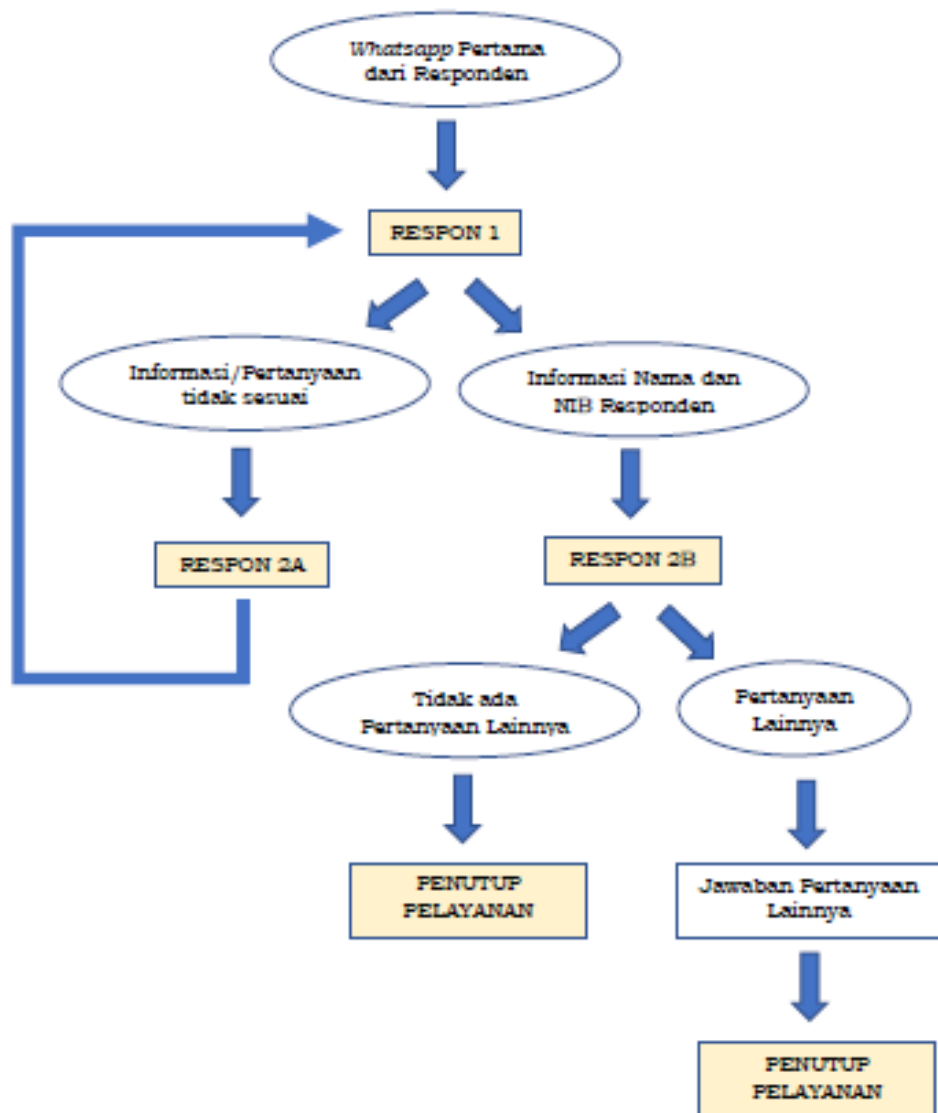 Whatsapp Pertama
dari Responden
RESPON 1
Informasi/Pertanyaan
tidak sesuai
Informasi Nama dan
NIB Responden
RESPON 2A
RESPON 2B
Tidak ada
Pertanyaan Lainnya
Pertanyaan
Lainnya
PENUTUP
PELAYANAN
Jawaban Pertanyaan
Lainnya
PENUTUP
PELAYANAN